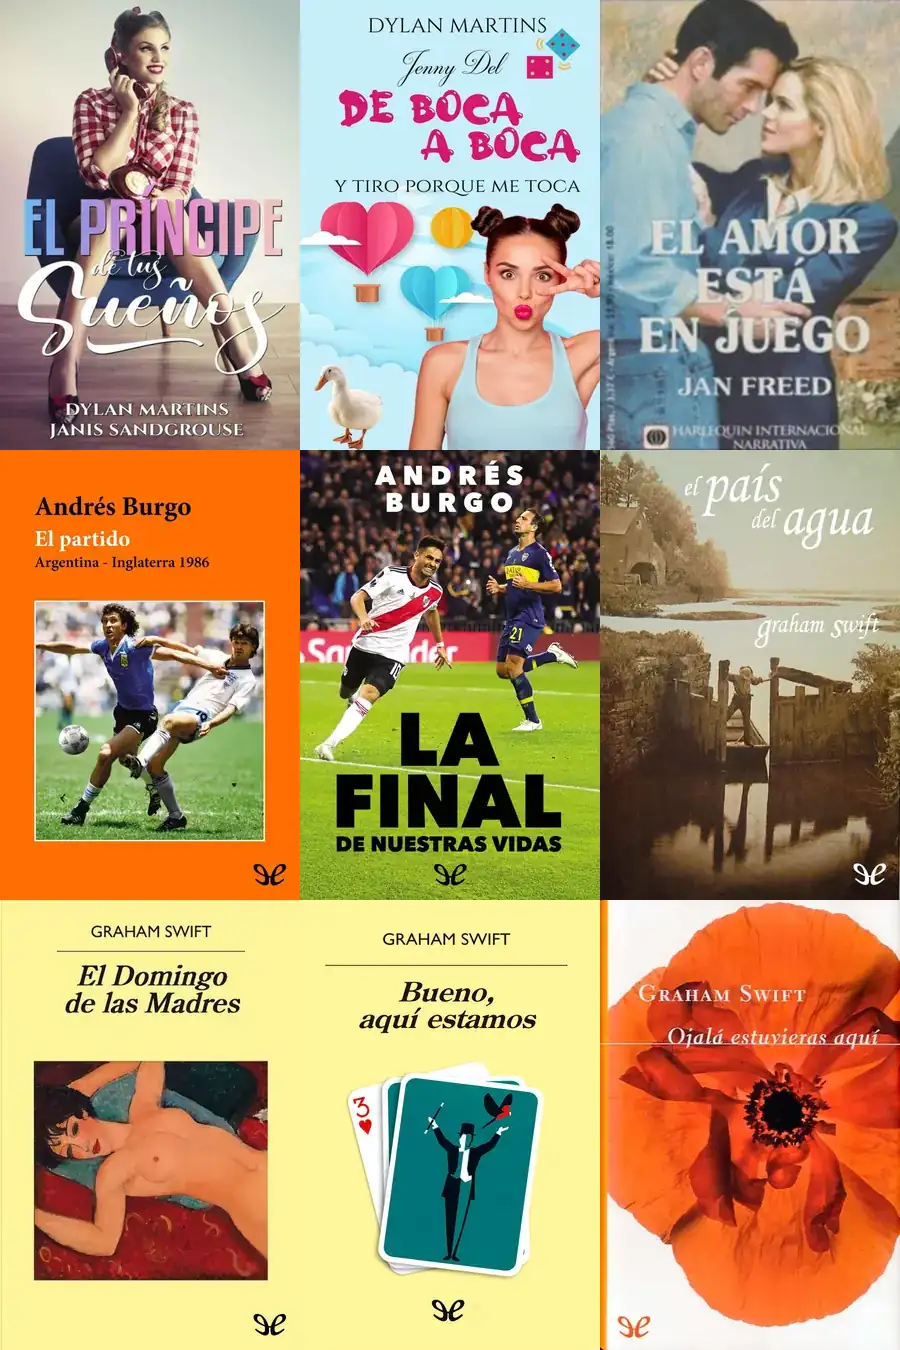 EL PRÍNCIPE
de tus
Sueños
DYLAN MARTINS
JANIS SANDGROUSE
DYLAN MARTINS
Jenny Del
DE BOCA
A BOCA
Y TIRO PORQUE ME TOCA
EL AMOR
ESTÁ
EN JUEGO
JAN FREED
HARLEQUIN INTERNACIONAL
NARRATIVA
Andrés Burgo
El partido
Argentina - Inglaterra 1986
ANDRÉS
BURGO
21
10
LA
FINAL
DE NUESTRAS VIDAS
el país
del agua
graham swift
GRAHAM SWIFT
El Domingo
de las Madres
GRAHAM SWIFT
Bueno,
aquí estamos
3
GRAHAM SWIFT
Ojalá estuvieras aquí